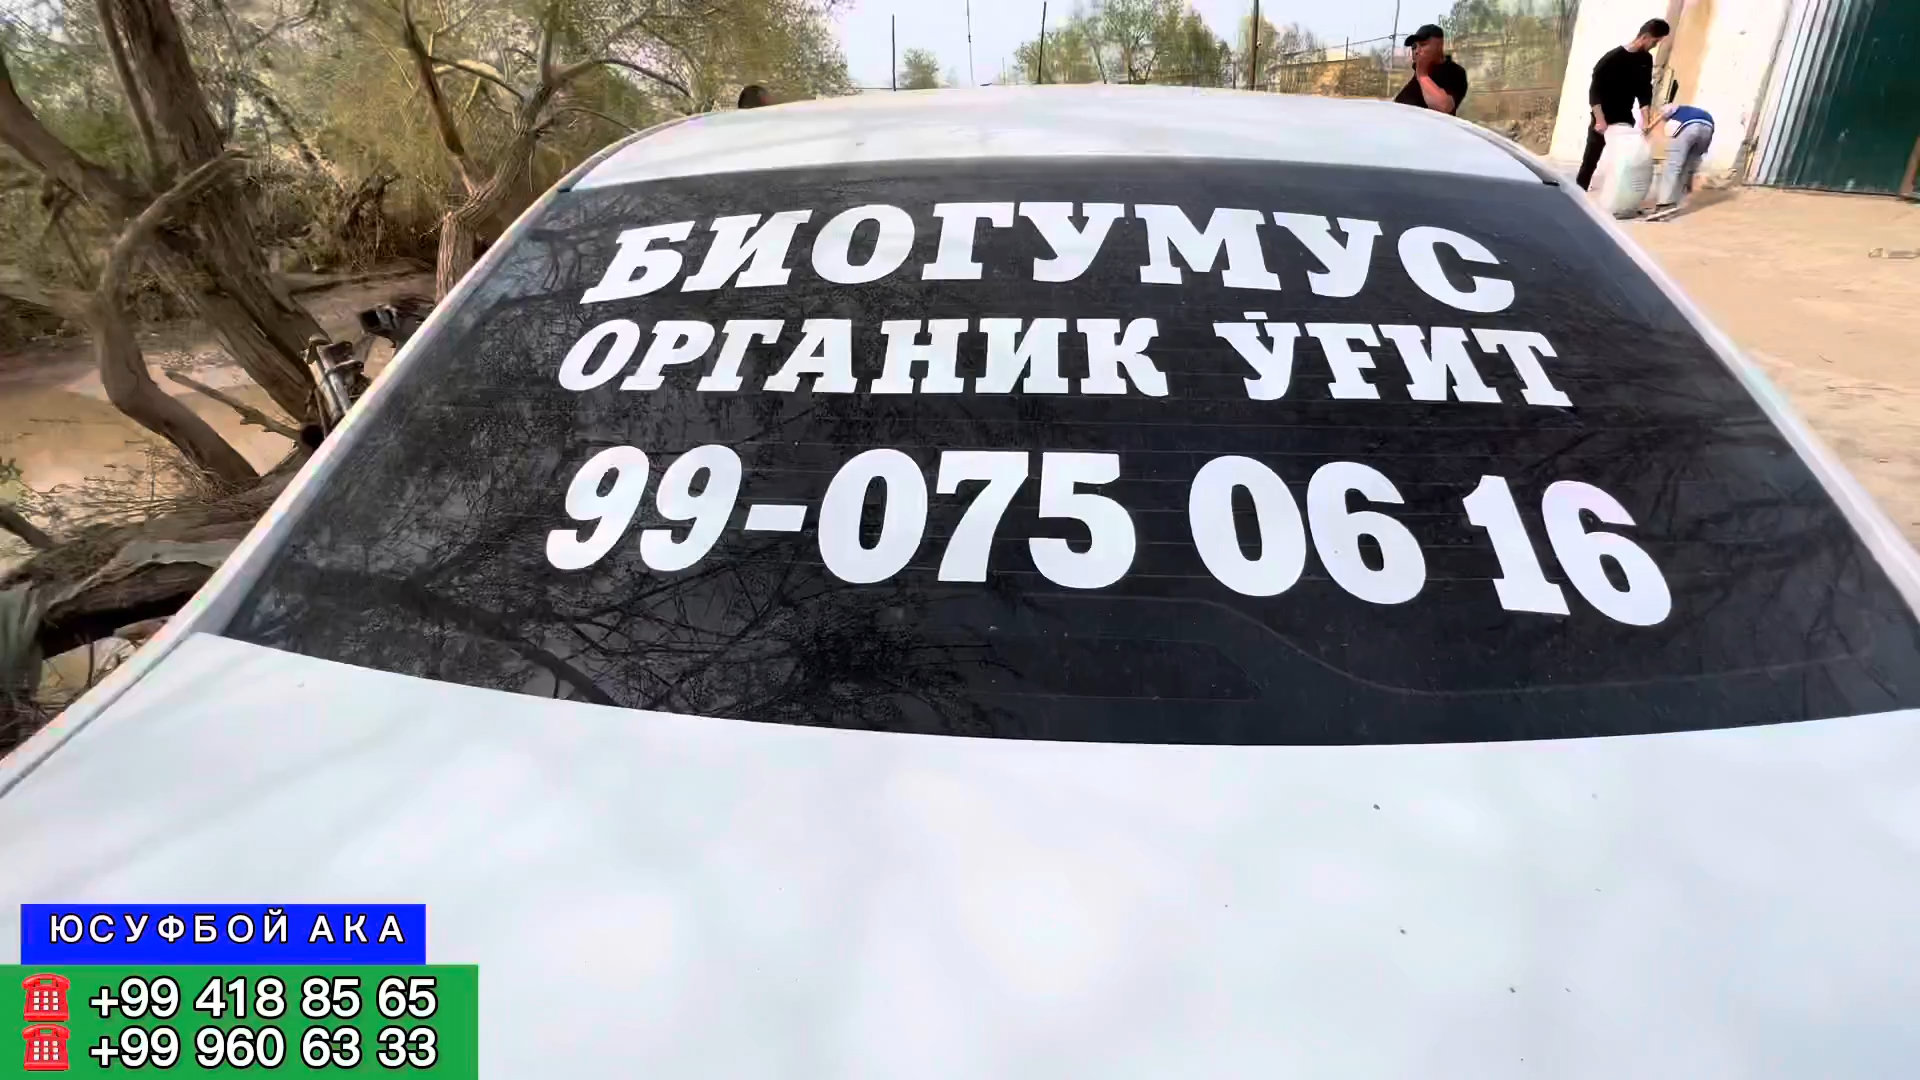 БИОГУМУС
ОРГАНИК ЎҒИТ
99-075 06 16
ЮСУФБОЙ АКА
+99 418 85 65
+99 960 63 33